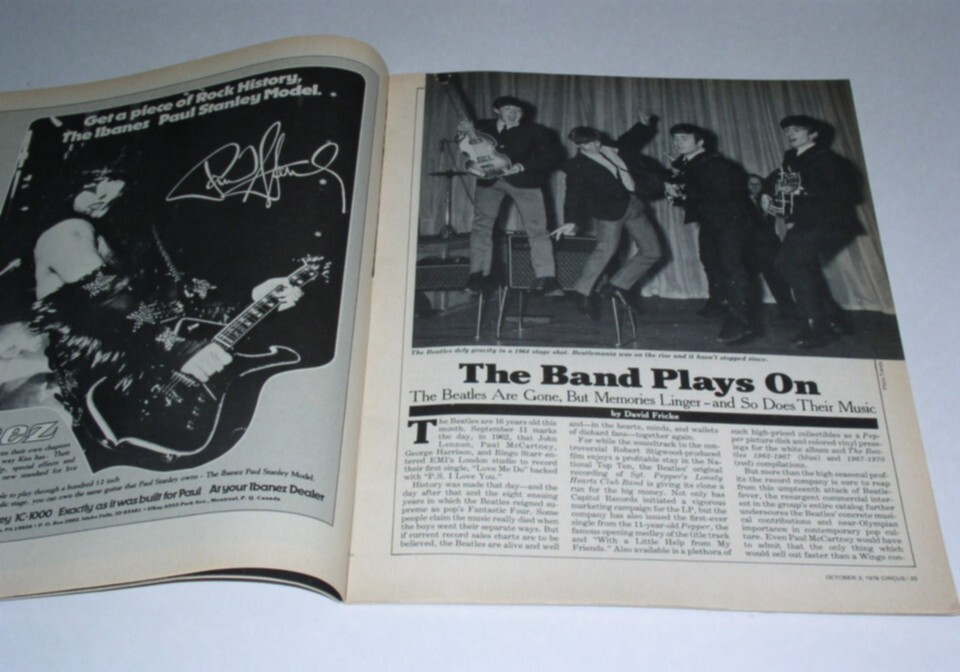 Get a piece of Rock History,
The Ibanez Paul Stanley Model.
The Ibanez Paul Stanley Model.
Exactly as it was built for Paul At your Ibanez Dealer
IC-1000
The Beatles defy gravity in a 1964 stage shot. Beatlemania was on the rise and it hasn't stopped since.
The Band Plays On
The Beatles Are Gone, But Memories Linger – and So Does Their Music
by David Fricke
The Beatles are 16 years old this
month. September 11 marks
the day, in 1962, that John
Lennon, Paul McCartney,
George Harrison, and Ringo Starr en-
tered EMI's London studio to record
their first single, "Love Me Do" backed
with "P.S. I Love You."
History was made that day—and the
day after that and the eight ensuing
years in which the Beatles reigned su-
preme as pop's Fantastic Four. Some
people claim the music really died when
the boys went their separate ways. But
if current record sales charts are to be
believed, the Beatles are alive and well
and—in the hearts, minds, and wallets
of diehard fans—together again.
For while the soundtrack to the con-
troversial Robert Stigwood produced
film enjoys a profitable stay in the Na-
tional Top Ten, the Beatles' original
recording of Sgt. Pepper's Lonely
Hearts Club Band is giving its clone a
run for the big money. Not only has
Capitol Records initiated a vigorous
marketing campaign for the LP, but the
company has also issued the first-ever
single from the 11-year-old Pepper, the
famous opening medley of the title track
and "With a Little Help from My
Friends." Also available is a plethora of
such high-priced collectibles as a Pep-
per picture-disk and colored vinyl press-
ings for the white album and The Bea-
tles 1962-1967 (blue) and 1967-1970
(red) compilations.
But more than the high seasonal prof-
its the record company is sure to reap
from this umpteenth attack of Beatle-
fever, the resurgent commercial inter-
est in the group's entire catalog further
underscores the Beatles' concrete musi-
cal contributions and near-Olympian
importance in contemporary pop cul-
ture. Even Paul McCartney would have
to admit that the only thing which
would sell out faster than a Wings con-
CIRCUS